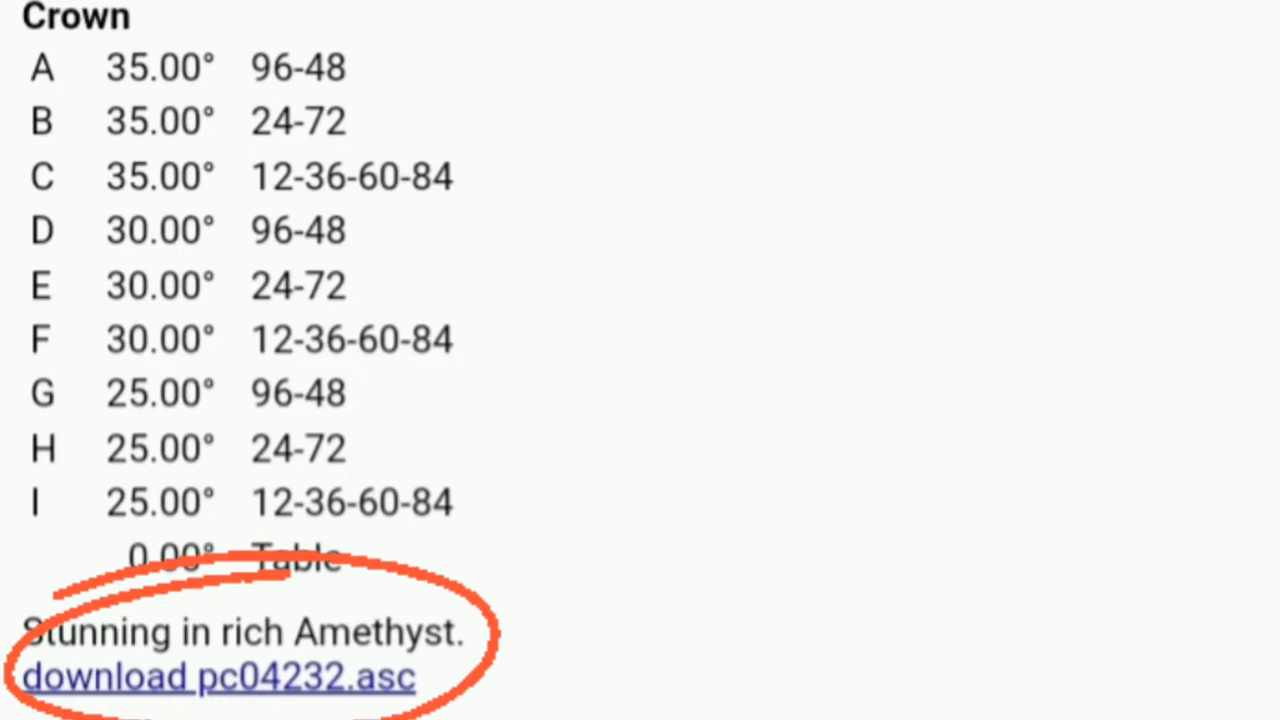 Crown
A 35.00° 96-48
B 35.00° 24-72
C 35.00° 12-36-60-84
D 30.00° 96-48
E 30.00° 24-72
F 30.00° 12-36-60-84
G 25.00° 96-48
H 25.00° 24-72
I 25.00° 12-36-60-84
0.00° Table
Stunning in rich Amethyst.
download pc04232.asc